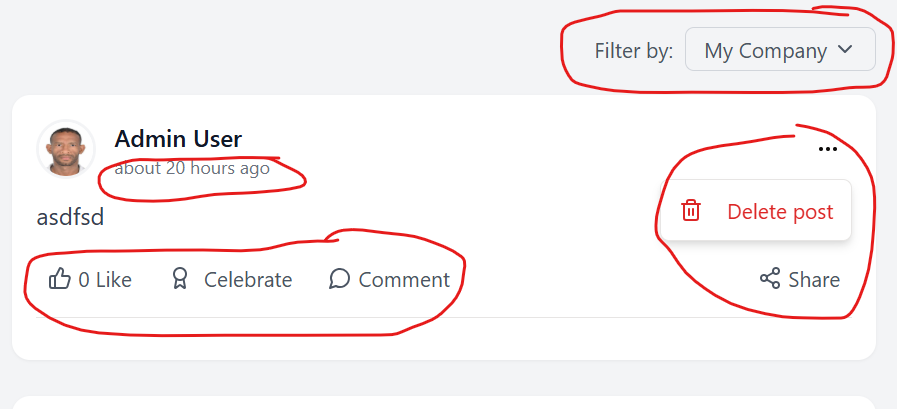 Filter by: My Company
Admin User
about 20 hours ago
Delete post
asdfsd
0 Like Celebrate Comment Share